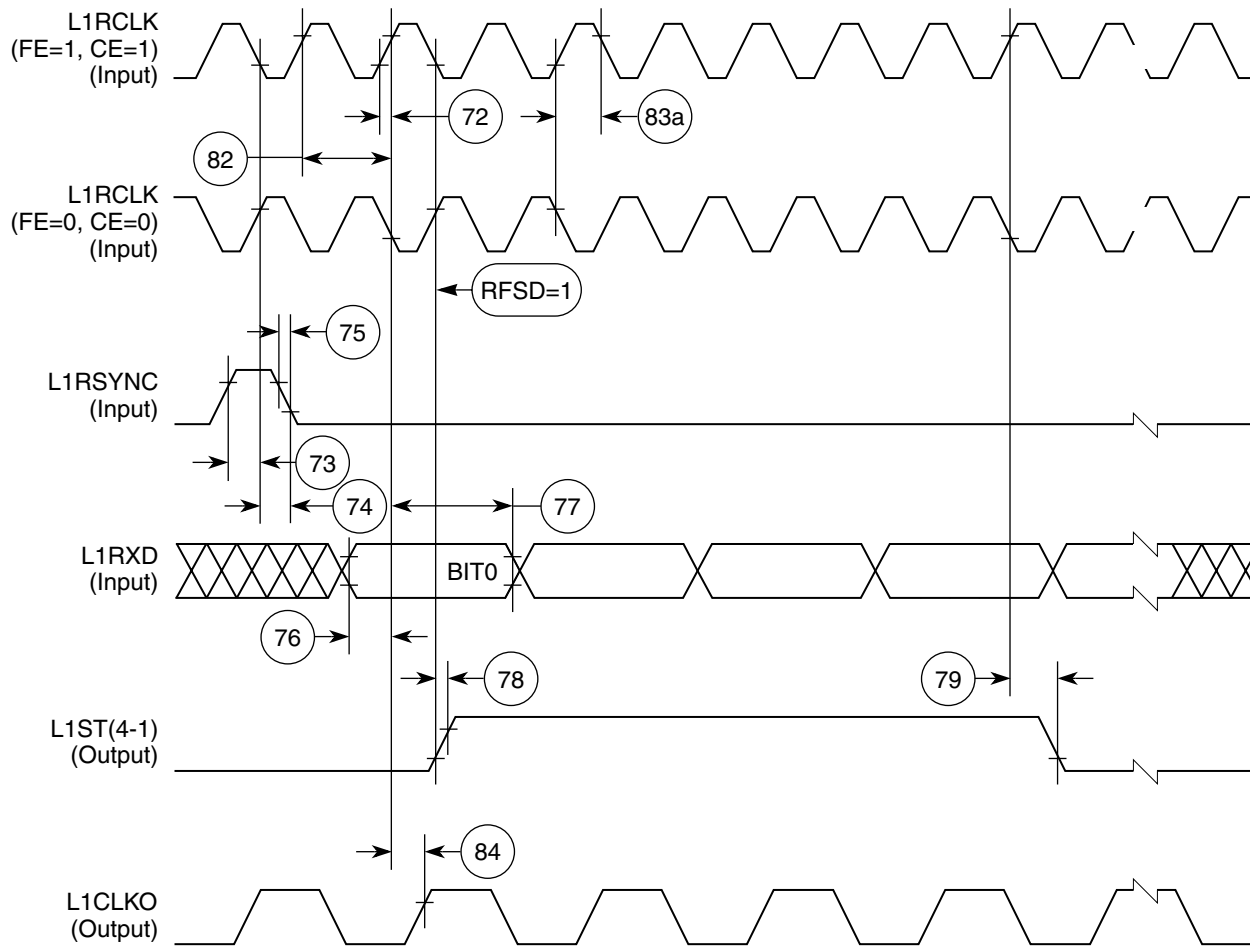 L1RCLK
(FE=1, CE=1)
(Input)
72
83a
82
L1RCLK
(FE=0, CE=0)
(Input)
RFSD=1
75
L1RSYNC
(Input)
73
74
77
L1RXD
(Input)
BIT0
76
78
79
L1ST(4-1)
(Output)
84
L1CLKO
(Output)